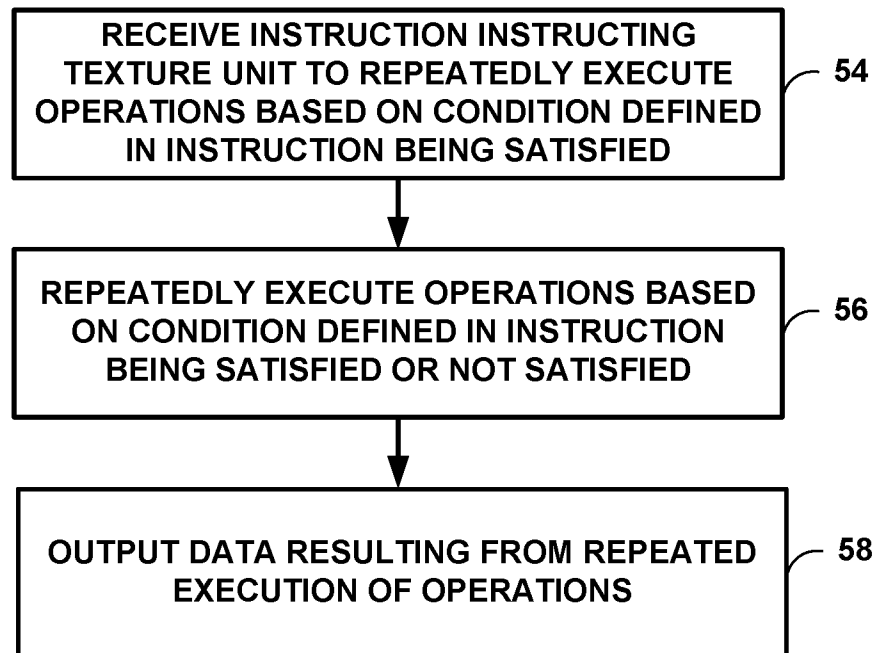 RECEIVE INSTRUCTION INSTRUCTING
TEXTURE UNIT TO REPEATEDLY EXECUTE
OPERATIONS BASED ON CONDITION DEFINED
IN INSTRUCTION BEING SATISFIED
54
REPEATEDLY EXECUTE OPERATIONS BASED
ON CONDITION DEFINED IN INSTRUCTION
BEING SATISFIED OR NOT SATISFIED
56
OUTPUT DATA RESULTING FROM REPEATED
EXECUTION OF OPERATIONS
58